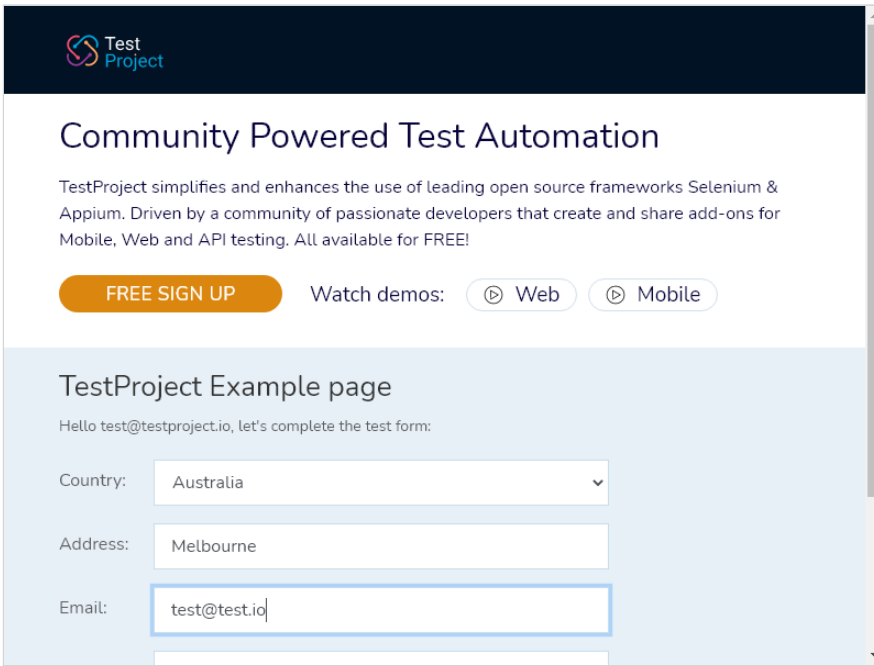 Test
Project
Community Powered Test Automation
TestProject simplifies and enhances the use of leading open source frameworks Selenium &
Appium. Driven by a community of passionate developers that create and share add-ons for
Mobile, Web and API testing. All available for FREE!
FREE SIGN UP Watch demos: Web Mobile
TestProject Example page
Hello test@testproject.io, let's complete the test form:
Country: Australia
Address: Melbourne
Email: test@test.io